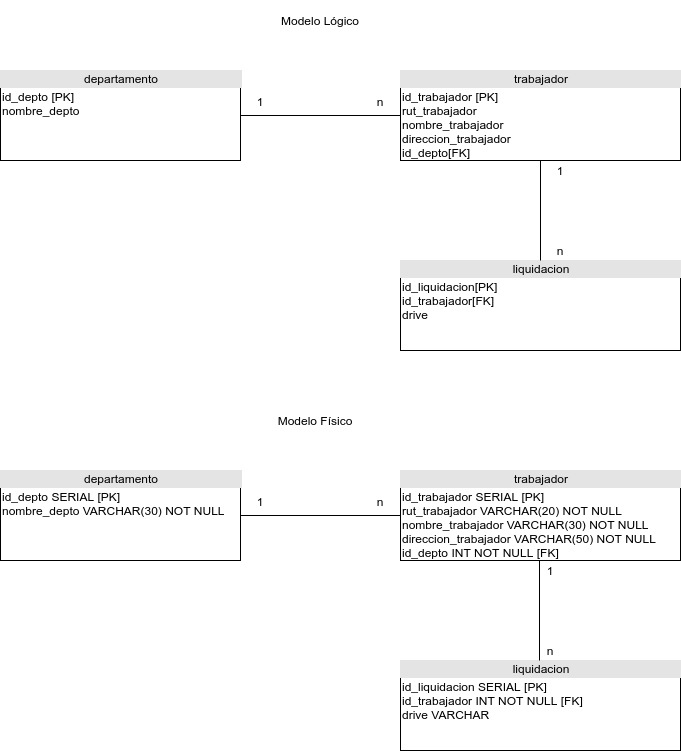 Modelo Lógico
departamento
id_depto [PK]
nombre_depto
1
n
trabajador
id_trabajador [PK]
rut_trabajador
nombre_trabajador
direccion_trabajador
id_depto[FK]
1
n
liquidacion
id_liquidacion[PK]
id_trabajador[FK]
drive
Modelo Físico
departamento
id_depto SERIAL [PK]
nombre_depto VARCHAR(30) NOT NULL
1
n
trabajador
id_trabajador SERIAL [PK]
rut_trabajador VARCHAR(20) NOT NULL
nombre_trabajador VARCHAR(30) NOT NULL
direccion_trabajador VARCHAR(50) NOT NULL
id_depto INT NOT NULL [FK]
1
n
liquidacion
id_liquidacion SERIAL [PK]
id_trabajador INT NOT NULL [FK]
drive VARCHAR